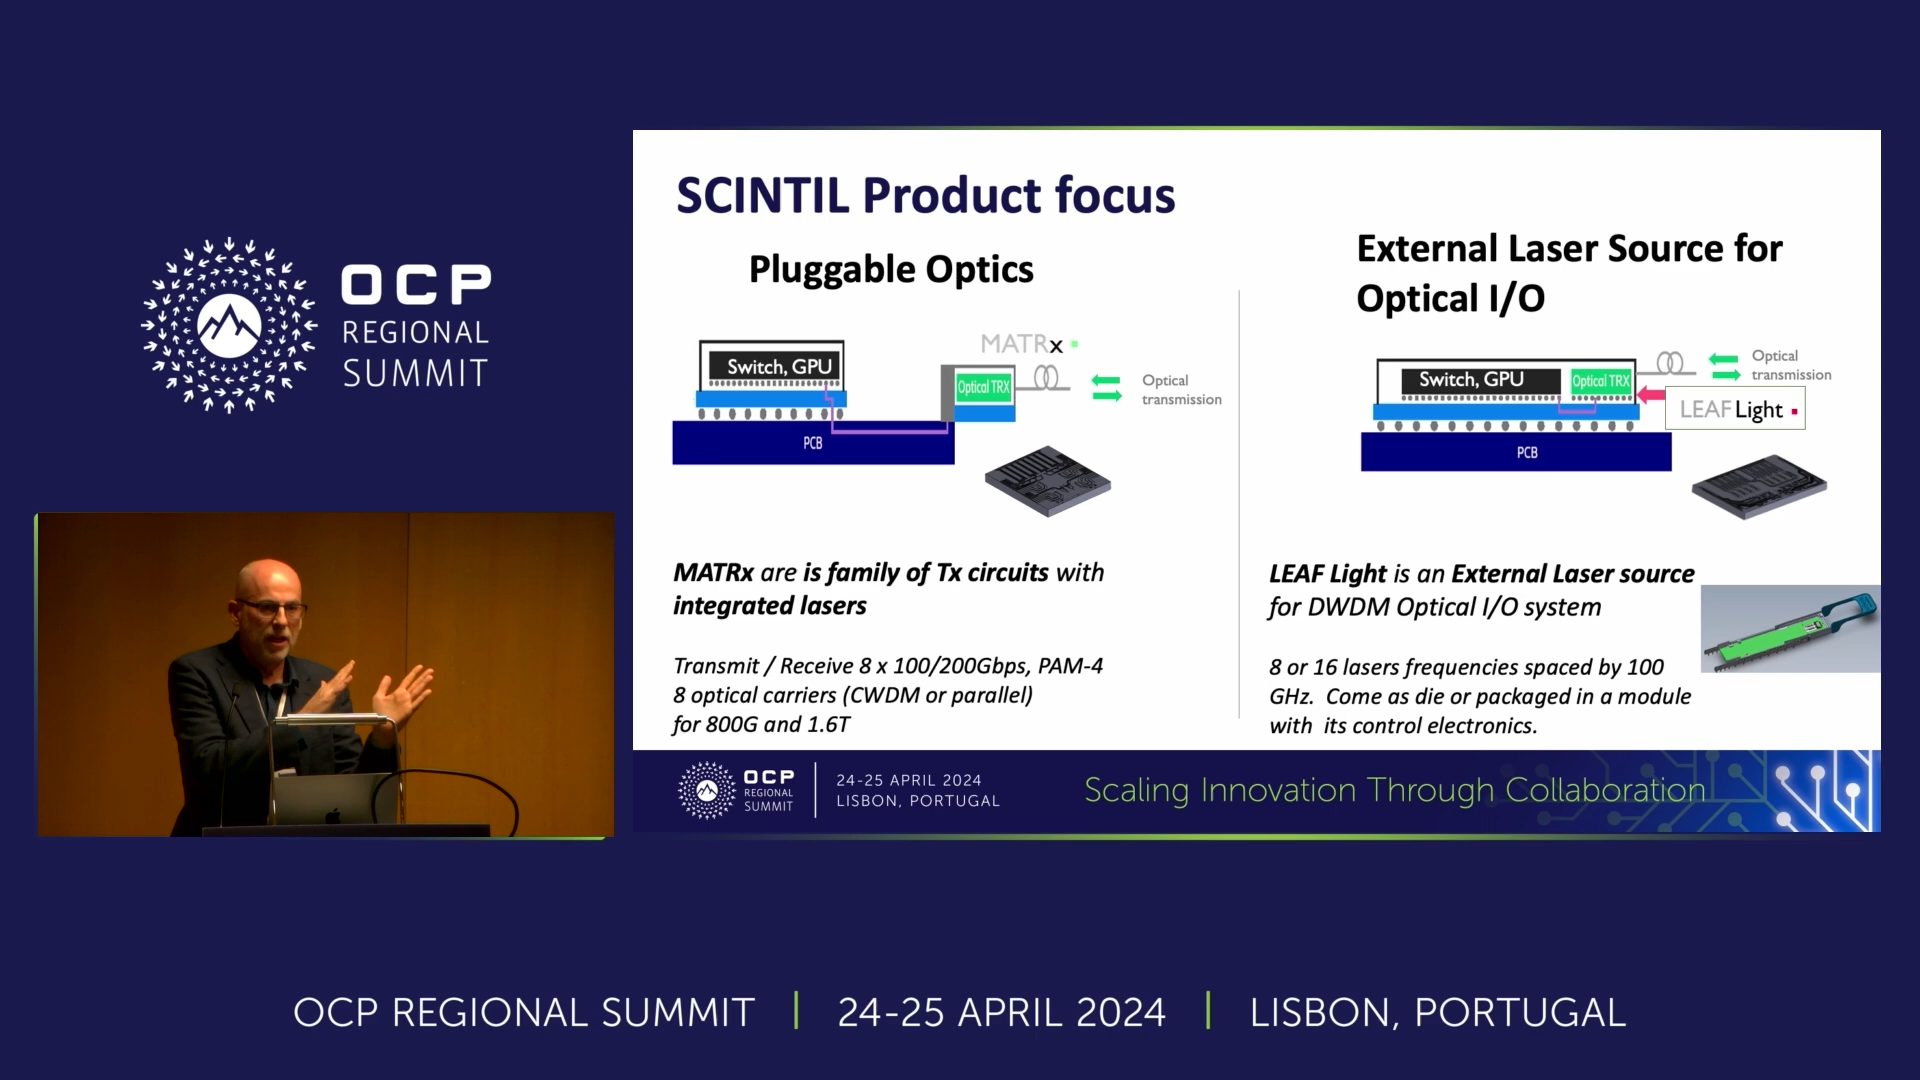 OCP
REGIONAL
SUMMIT
SCINTIL Product focus
Pluggable Optics
Switch, GPU
MATRx
Optical TRX
Optical
transmission
PCB
MATRx are is family of Tx circuits with
integrated lasers
Transmit / Receive 8 x 100/200Gbps, PAM-4
8 optical carriers (CWDM or parallel)
for 800G and 1.6T
External Laser Source for
Optical I/O
Switch, GPU
Optical TRX
Optical
transmission
LEAF Light
PCB
LEAF Light is an External Laser source
for DWDM Optical I/O system
8 or 16 lasers frequencies spaced by 100
GHz. Come as die or packaged in a module
with its control electronics.
OCP
REGIONAL
SUMMIT
24-25 APRIL 2024
LISBON, PORTUGAL
Scaling Innovation Through Collaboration
OCP REGIONAL SUMMIT | 24-25 APRIL 2024 | LISBON, PORTUGAL